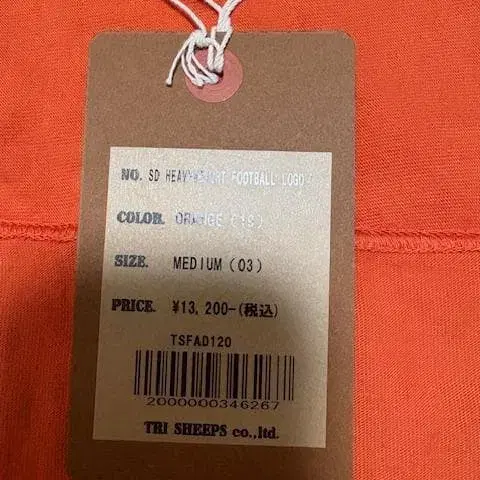 NO. SD HEAVYWEIGHT FOOTBALL LOGO
COLOR. ORANGE (19)
SIZE. MEDIUM (03)
PRICE. ¥13, 200-(税込)
TSFAD120
2000000346267
TRI SHEEPS co., ltd.